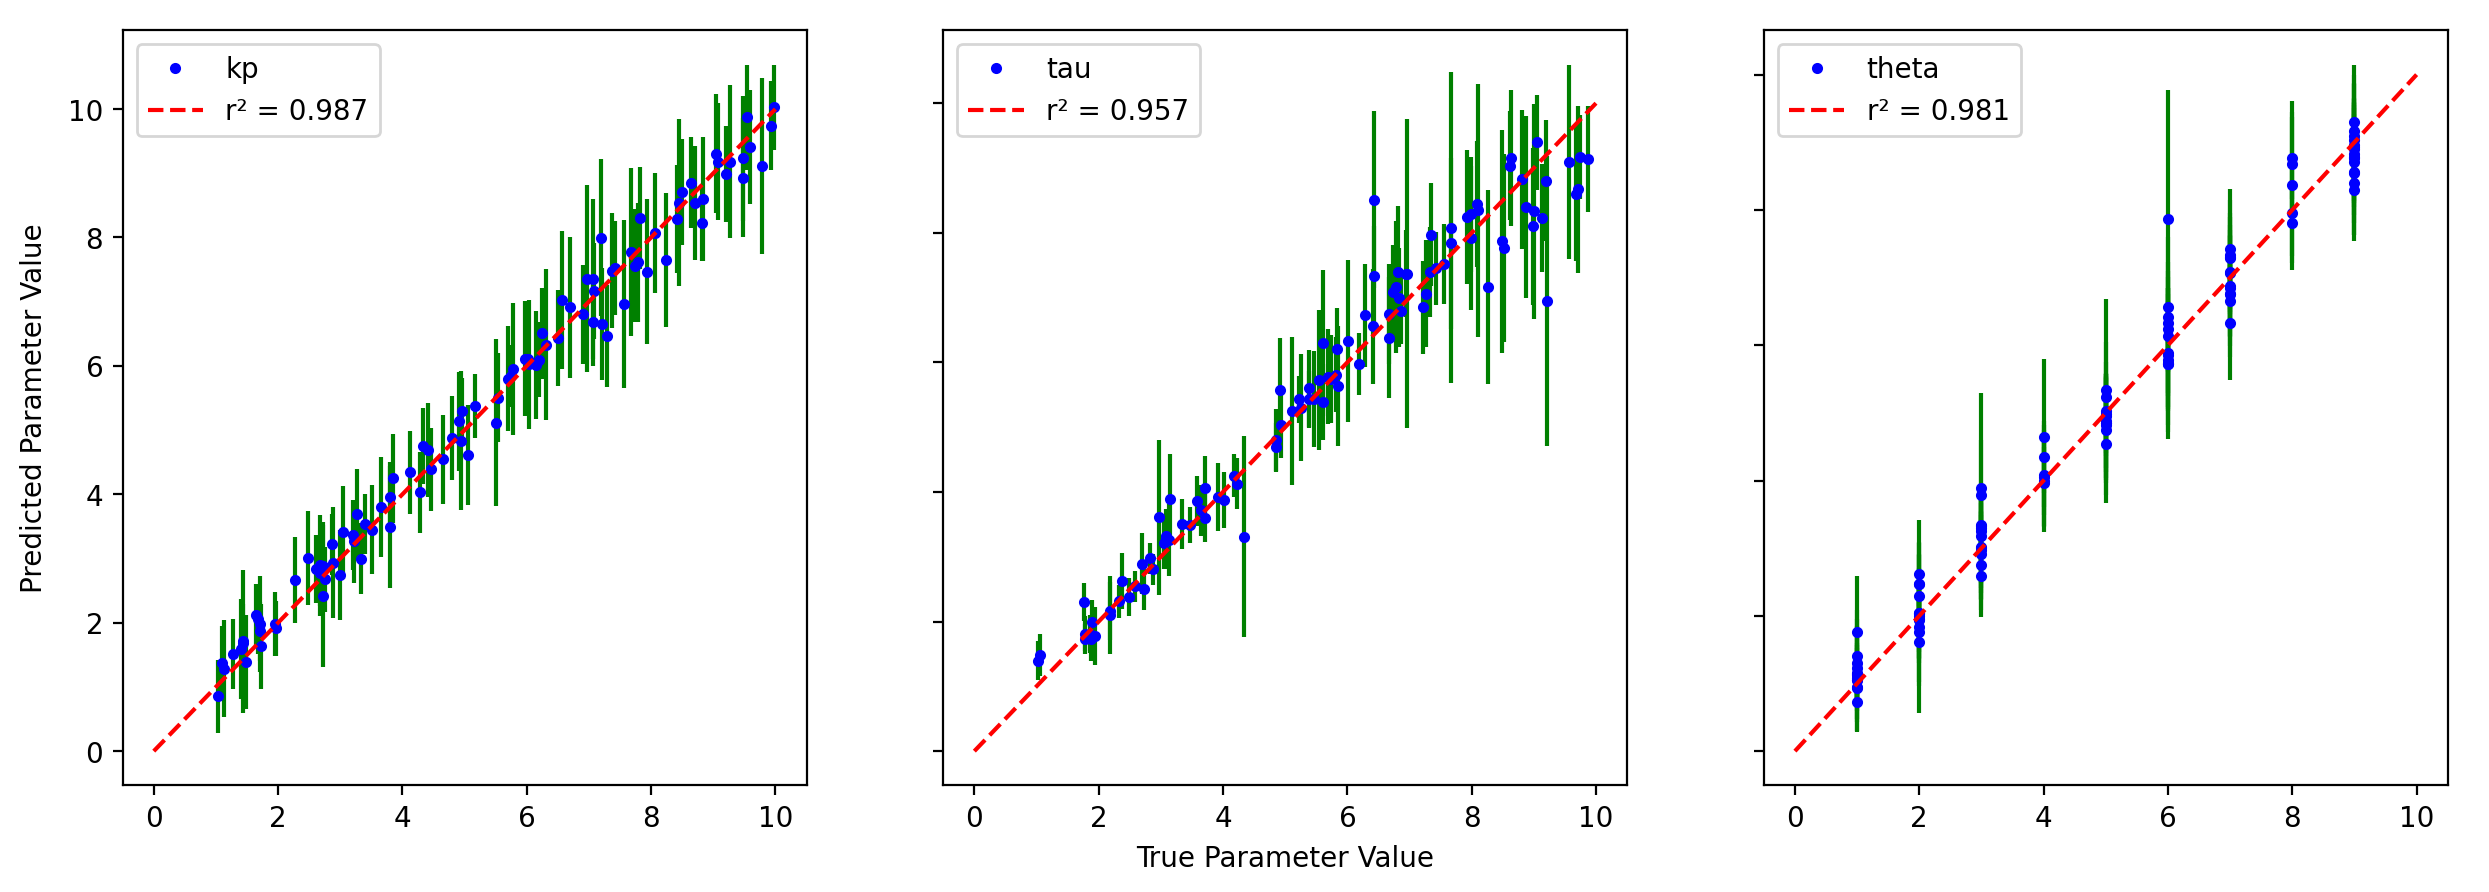 kp
r² = 0.987
tau
r² = 0.957
theta
r² = 0.981
Predicted Parameter Value
10
8
6
4
2
0
0 2 4 6 8 10
0 2 4 6 8 10
0 2 4 6 8 10
True Parameter Value